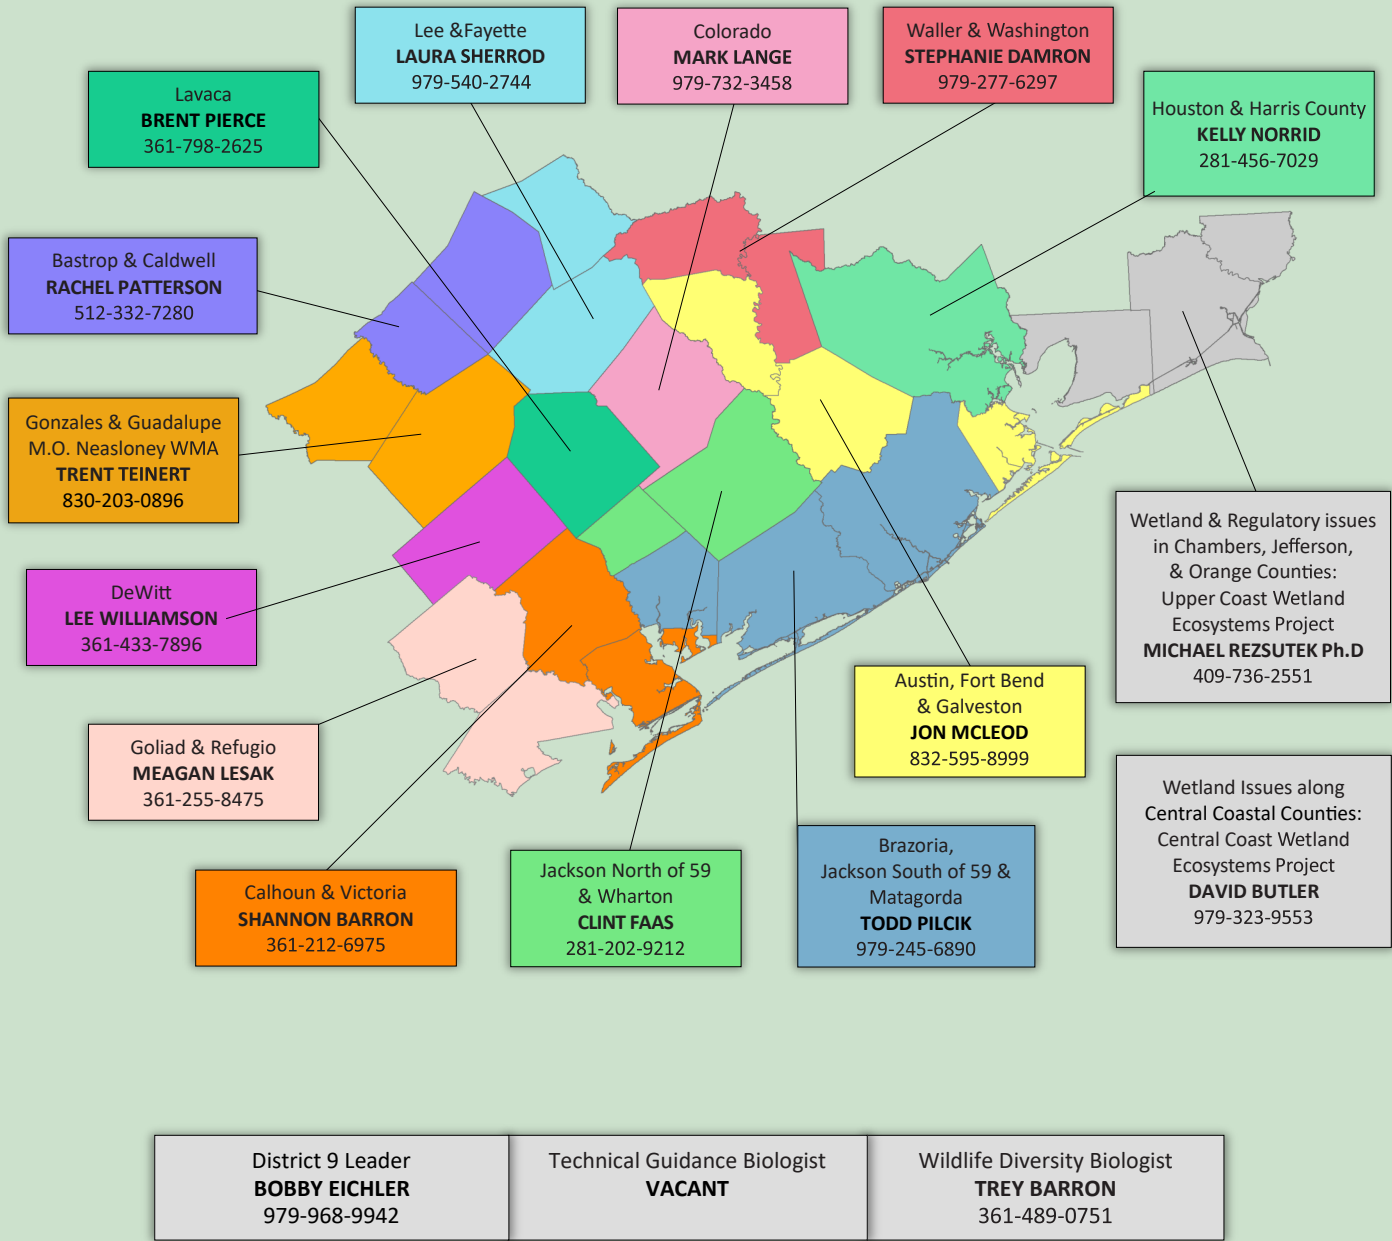 Lee &Fayette
LAURA SHERROD
979-540-2744
Colorado
MARK LANGE
979-732-3458
Waller & Washington
STEPHANIE DAMRON
979-277-6297
Lavaca
BRENT PIERCE
361-798-2625
Houston & Harris County
KELLY NORRID
281-456-7029
Bastrop & Caldwell
RACHEL PATTERSON
512-332-7280
Gonzales & Guadalupe
M.O. Neasloney WMA
TRENT TEINERT
830-203-0896
Wetland & Regulatory issues
in Chambers, Jefferson,
& Orange Counties:
Upper Coast Wetland
Ecosystems Project
MICHAEL REZSUTEK Ph.D
409-736-2551
DeWitt
LEE WILLIAMSON
361-433-7896
Austin, Fort Bend
& Galveston
JON MCLEOD
832-595-8999
Goliad & Refugio
MEAGAN LESAK
361-255-8475
Wetland Issues along
Central Coastal Counties:
Central Coast Wetland
Ecosystems Project
DAVID BUTLER
979-323-9553
Calhoun & Victoria
SHANNON BARRON
361-212-6975
Jackson North of 59
& Wharton
CLINT FAAS
281-202-9212
Brazoria,
Jackson South of 59 &
Matagorda
TODD PILCIK
979-245-6890
District 9 Leader
BOBBY EICHLER
979-968-9942
Technical Guidance Biologist
VACANT
Wildlife Diversity Biologist
TREY BARRON
361-489-0751